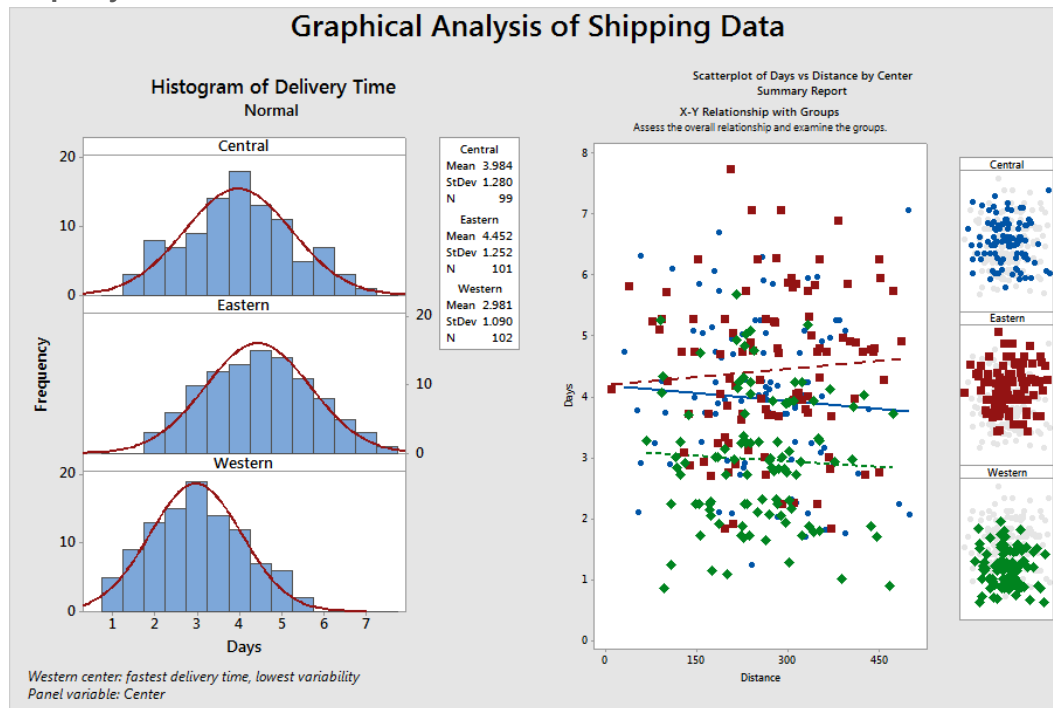 Graphical Analysis of Shipping Data
Histogram of Delivery Time
Normal
Central
20
10
0
Eastern
20
10
0
Western
20
10
0
1 2 3 4 5 6 7
Days
Frequency
Central
Mean 3.984
StDev 1.280
N 99
Eastern
Mean 4.452
StDev 1.252
N 101
Western
Mean 2.981
StDev 1.090
N 102
Western center: fastest delivery time, lowest variability
Panel variable: Center
Scatterplot of Days vs Distance by Center
Summary Report
X-Y Relationship with Groups
Assess the overall relationship and examine the groups.
8
7
6
5
4
3
2
1
0
Days
0 150 300 450
Distance
Central
Eastern
Western